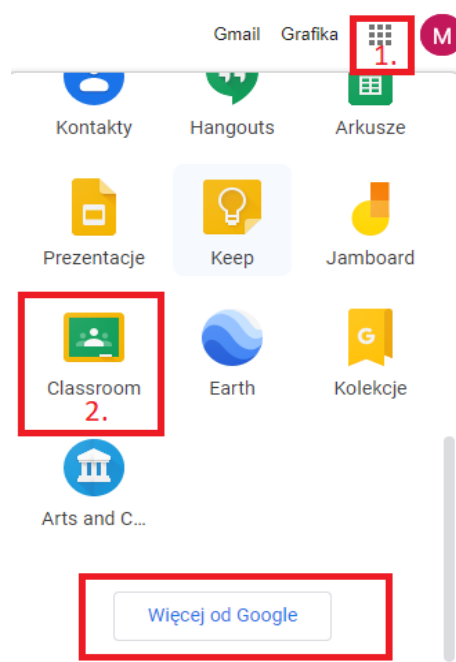 Gmail Grafika
1.
M
Kontakty Hangouts Arkusze
Prezentacje Keep Jamboard
G
Classroom Earth Kolekcje
2.
Arts and C...
Więcej od Google